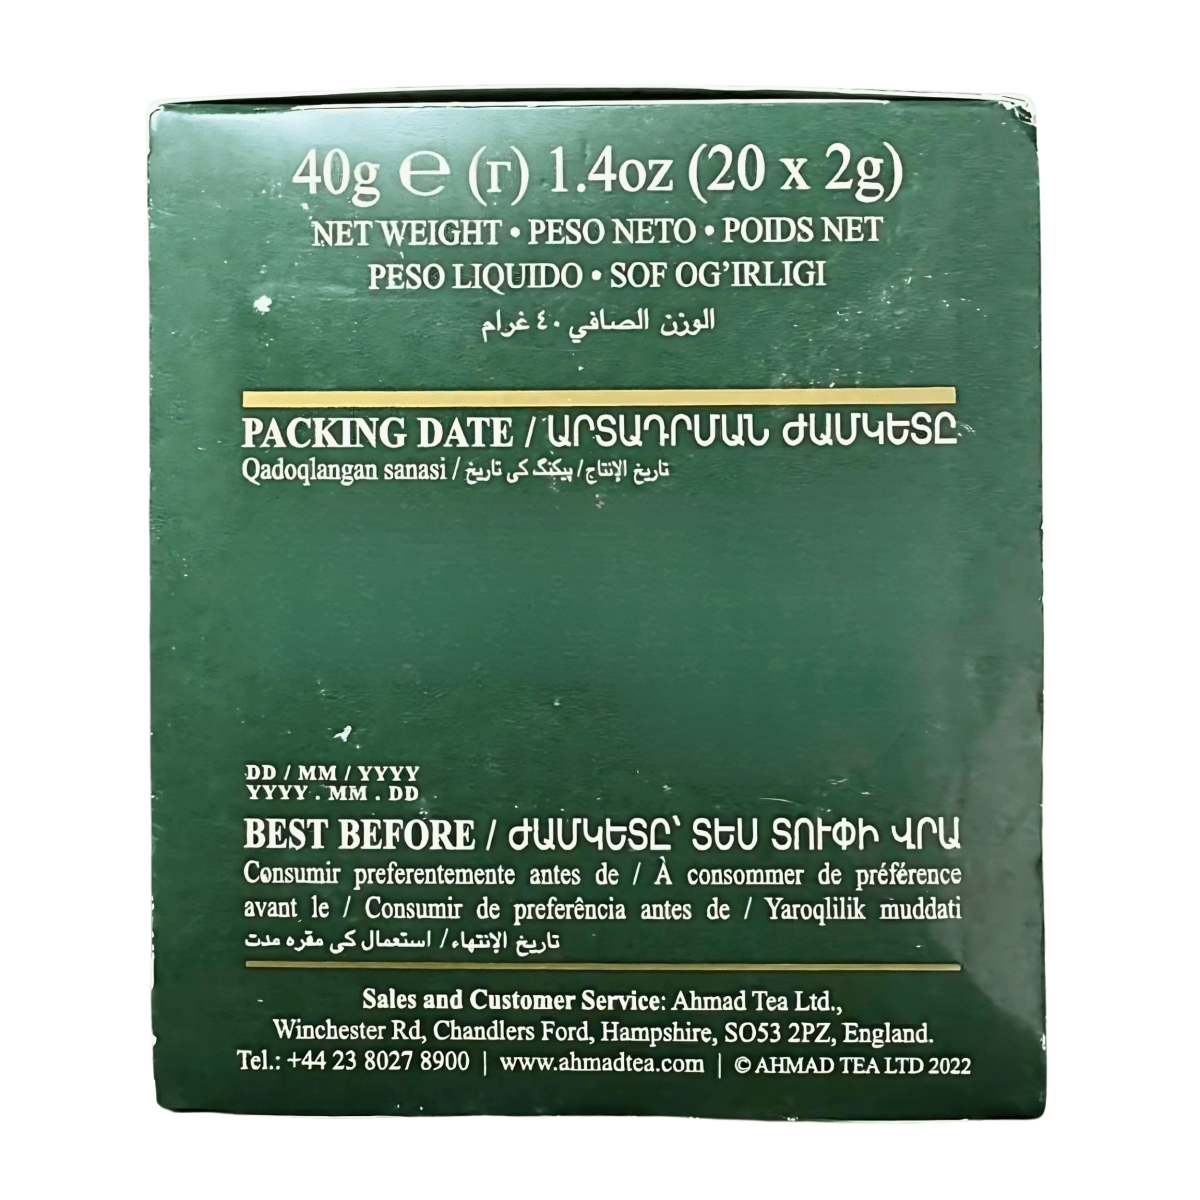 40g ℮ (г) 1.4oz (20 x 2g)
NET WEIGHT • PESO NETO • POIDS NET
PESO LIQUIDO • SOF OG'IRLIGI
الوزن الصافي ٤٠ غرام
PACKING DATE / ԱՐՏԱԴՐՄԱՆ ԺԱՄԿԵՏԸ
Qadoqlangan sanasi / تاريخ الإنتاج / پیکنگ کی تاریخ
DD / MM / YYYY
YYYY . MM . DD
BEST BEFORE / ԺԱՄԿԵՏԸ՝ ՏԵՍ ՏՈՒՓԻ ՎՐԱ
Consumir preferentemente antes de / À consommer de préférence
avant le / Consumir de preferência antes de / Yaroqlilik muddati
تاريخ الإنتهاء / استعمال کی مقره مدت
Sales and Customer Service: Ahmad Tea Ltd.,
Winchester Rd, Chandlers Ford, Hampshire, SO53 2PZ, England.
Tel.: +44 23 8027 8900 | www.ahmadtea.com | © AHMAD TEA LTD 2022